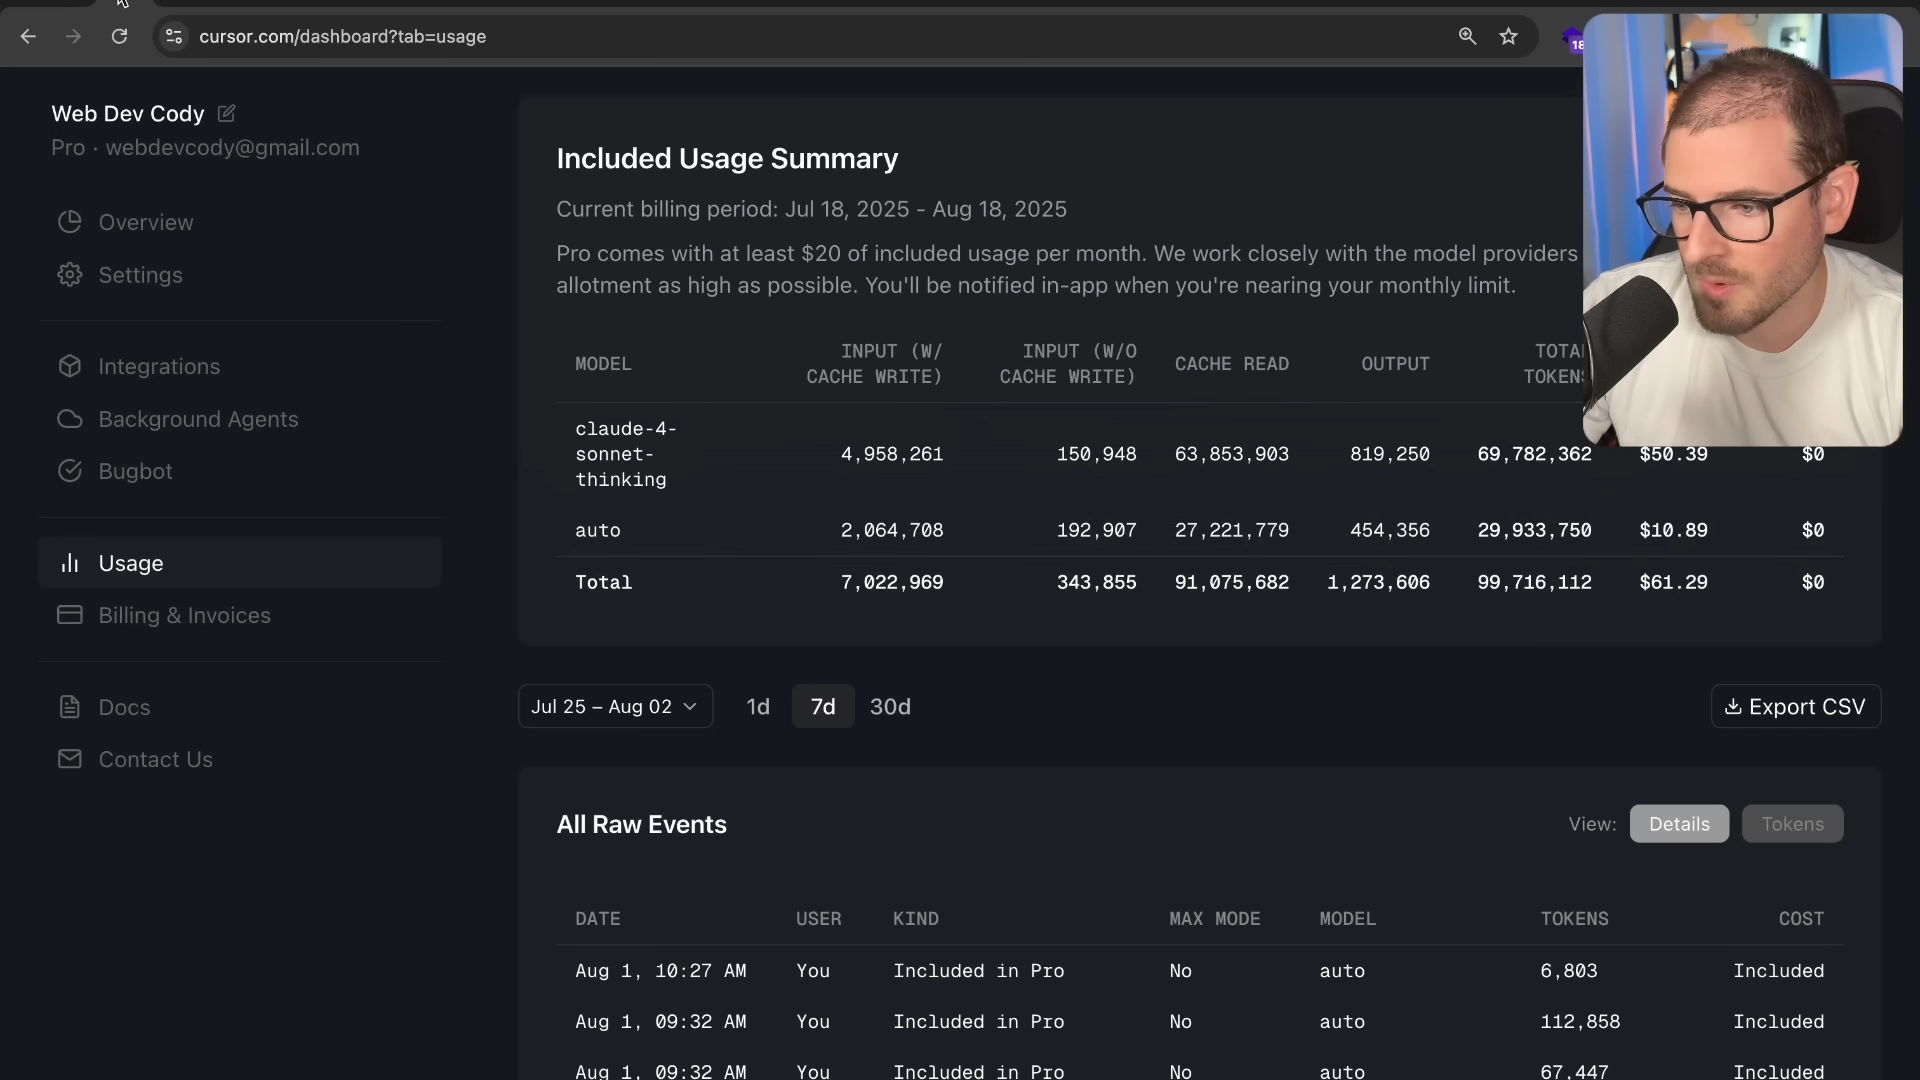 cursor.com/dashboard?tab=usage
18
Web Dev Cody
Pro · webdevcody@gmail.com
Overview
Settings
Integrations
Background Agents
Bugbot
Usage
Billing & Invoices
Docs
Contact Us
Included Usage Summary
Current billing period: Jul 18, 2025 - Aug 18, 2025
Pro comes with at least $20 of included usage per month. We work closely with the model providers
allotment as high as possible. You'll be notified in-app when you're nearing your monthly limit.
MODEL INPUT (W/ CACHE WRITE) INPUT (W/O CACHE WRITE) CACHE READ OUTPUT TOTAL TOKENS
claude-4-sonnet-thinking 4,958,261 150,948 63,853,903 819,250 69,782,362 $50.39 $0
auto 2,064,708 192,907 27,221,779 454,356 29,933,750 $10.89 $0
Total 7,022,969 343,855 91,075,682 1,273,606 99,716,112 $61.29 $0
Jul 25 – Aug 02 1d 7d 30d Export CSV
All Raw Events View: Details Tokens
DATE USER KIND MAX MODE MODEL TOKENS COST
Aug 1, 10:27 AM You Included in Pro No auto 6,803 Included
Aug 1, 09:32 AM You Included in Pro No auto 112,858 Included
Aug 1, 09:32 AM You Included in Pro No auto 67,447 Included